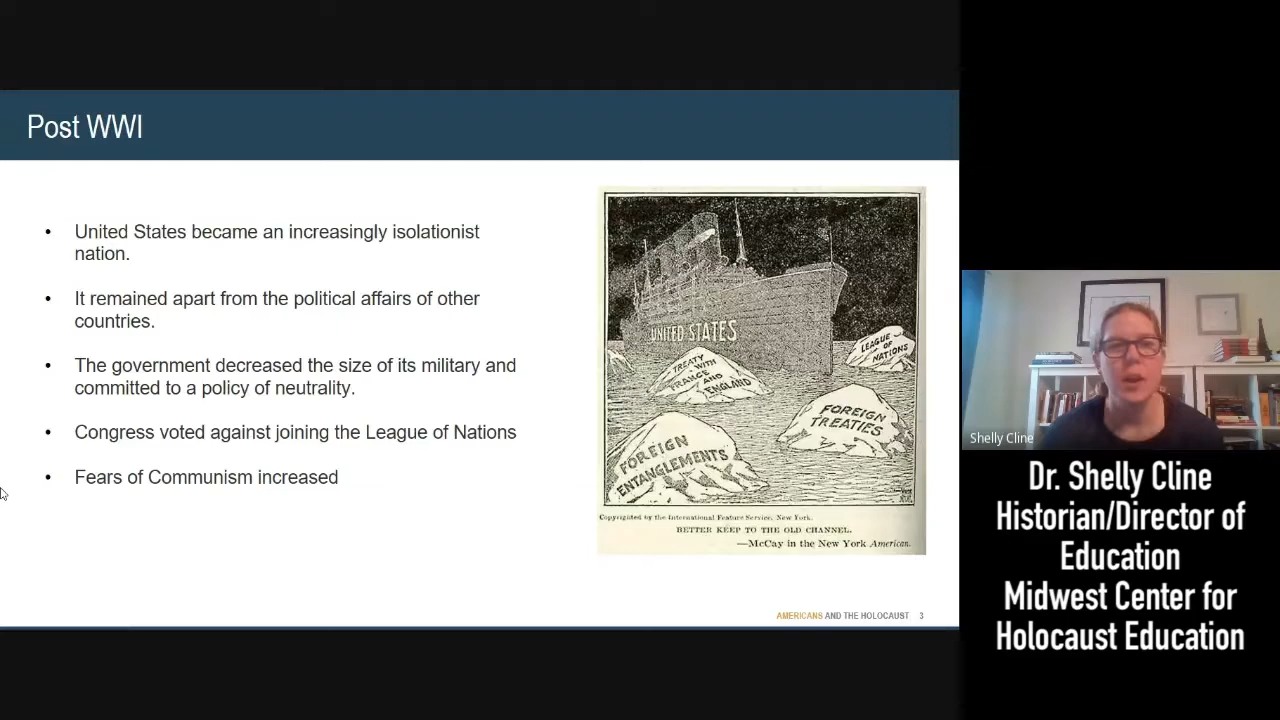 Post WWI
• United States became an increasingly isolationist
nation.
• It remained apart from the political affairs of other
countries.
• The government decreased the size of its military and
committed to a policy of neutrality.
• Congress voted against joining the League of Nations
• Fears of Communism increased
UNITED STATES
LEAGUE
OF
NATIONS
TREATY
WITH
FRANCE
AND
ENGLAND
FOREIGN
TREATIES
FOREIGN
ENTANGLEMENTS
Copyrighted by the International Feature Service, New York.
BETTER KEEP TO THE OLD CHANNEL.
—McCay in the New York American.
AMERICANS AND THE HOLOCAUST 3
Shelly Cline
Dr. Shelly Cline
Historian/Director of
Education
Midwest Center for
Holocaust Education